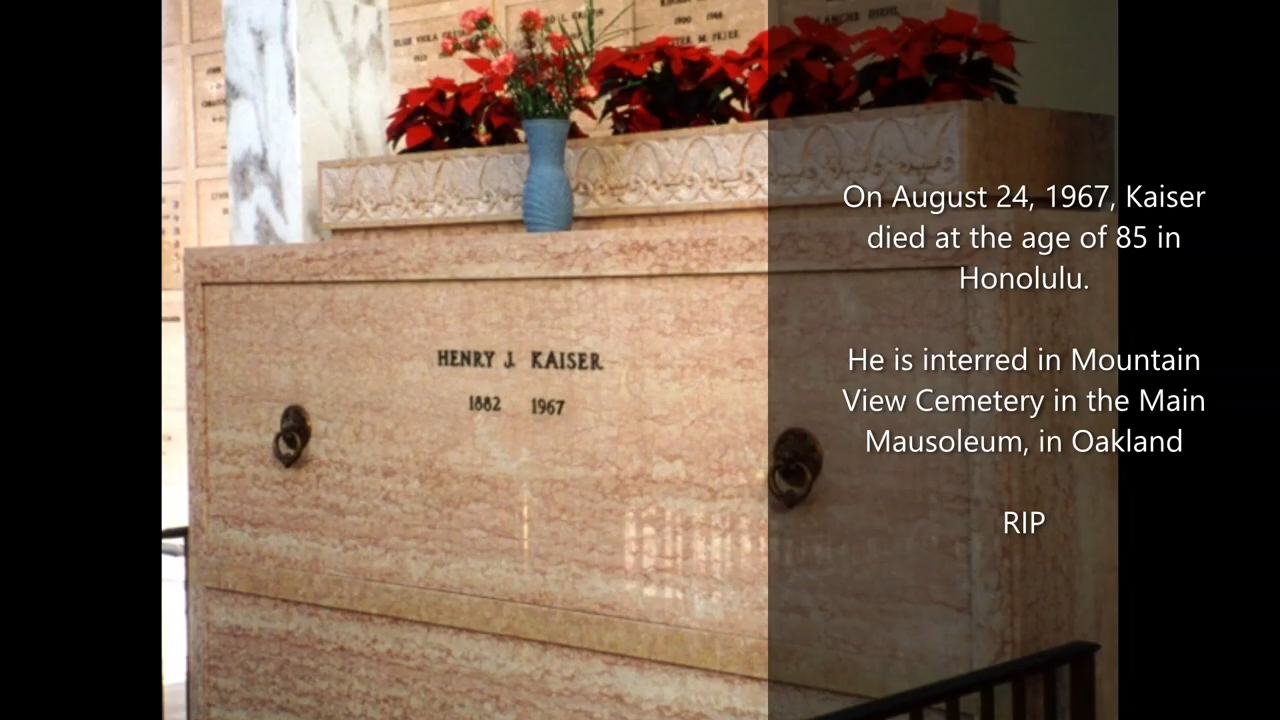 HENRY J. KAISER
1882 1967
On August 24, 1967, Kaiser
died at the age of 85 in
Honolulu.
He is interred in Mountain
View Cemetery in the Main
Mausoleum, in Oakland
RIP